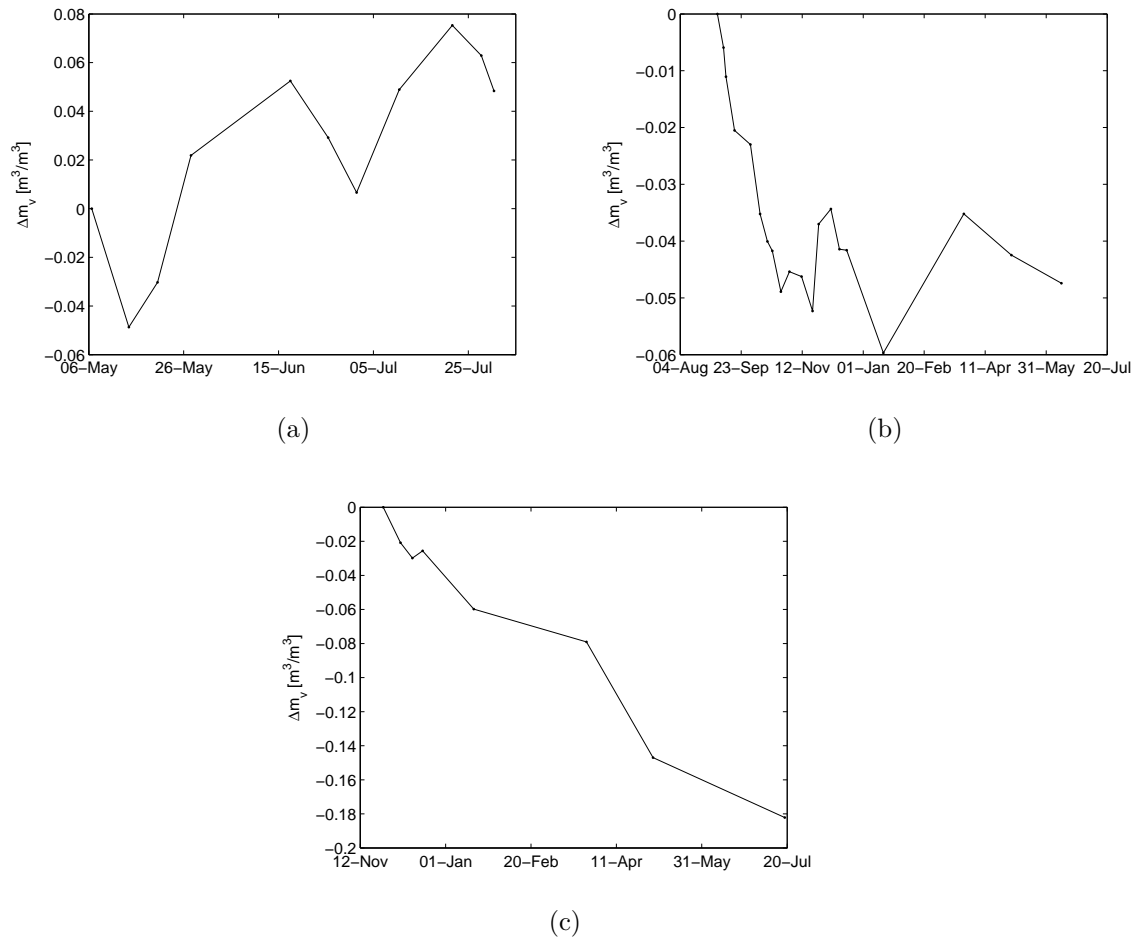 0.08
0.06
0.04
0.02
0
−0.02
−0.04
−0.06
Δm_v [m^3/m^3]
06−May 26−May 15−Jun 05−Jul 25−Jul
(a)
0
−0.01
−0.02
−0.03
−0.04
−0.05
−0.06
Δm_v [m^3/m^3]
04−Aug 23−Sep 12−Nov 01−Jan 20−Feb 11−Apr 31−May 20−Jul
(b)
0
−0.02
−0.04
−0.06
−0.08
−0.1
−0.12
−0.14
−0.16
−0.18
−0.2
Δm_v [m^3/m^3]
12−Nov 01−Jan 20−Feb 11−Apr 31−May 20−Jul
(c)